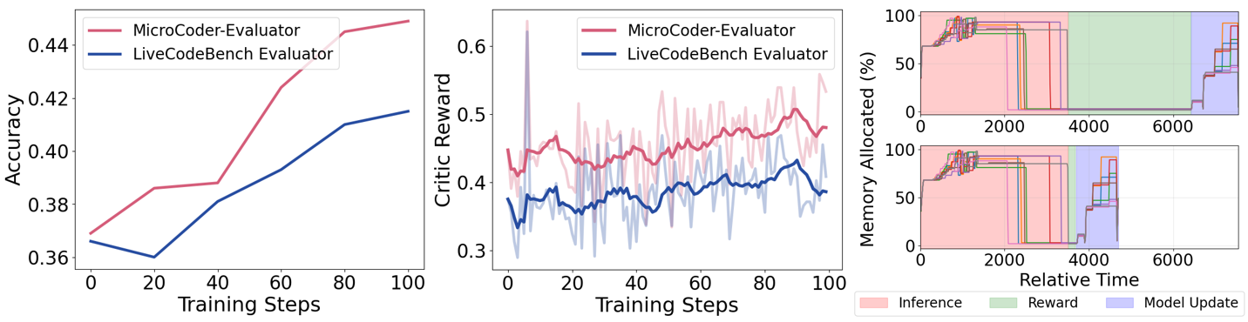 Accuracy
0.44
0.42
0.40
0.38
0.36
MicroCoder-Evaluator
LiveCodeBench Evaluator
0 20 40 60 80 100
Training Steps
Critic Reward
0.6
0.5
0.4
0.3
MicroCoder-Evaluator
LiveCodeBench Evaluator
0 20 40 60 80 100
Training Steps
Memory Allocated (%)
100
50
0
0 2000 4000 6000
100
50
0
0 2000 4000 6000
Relative Time
Inference Reward Model Update